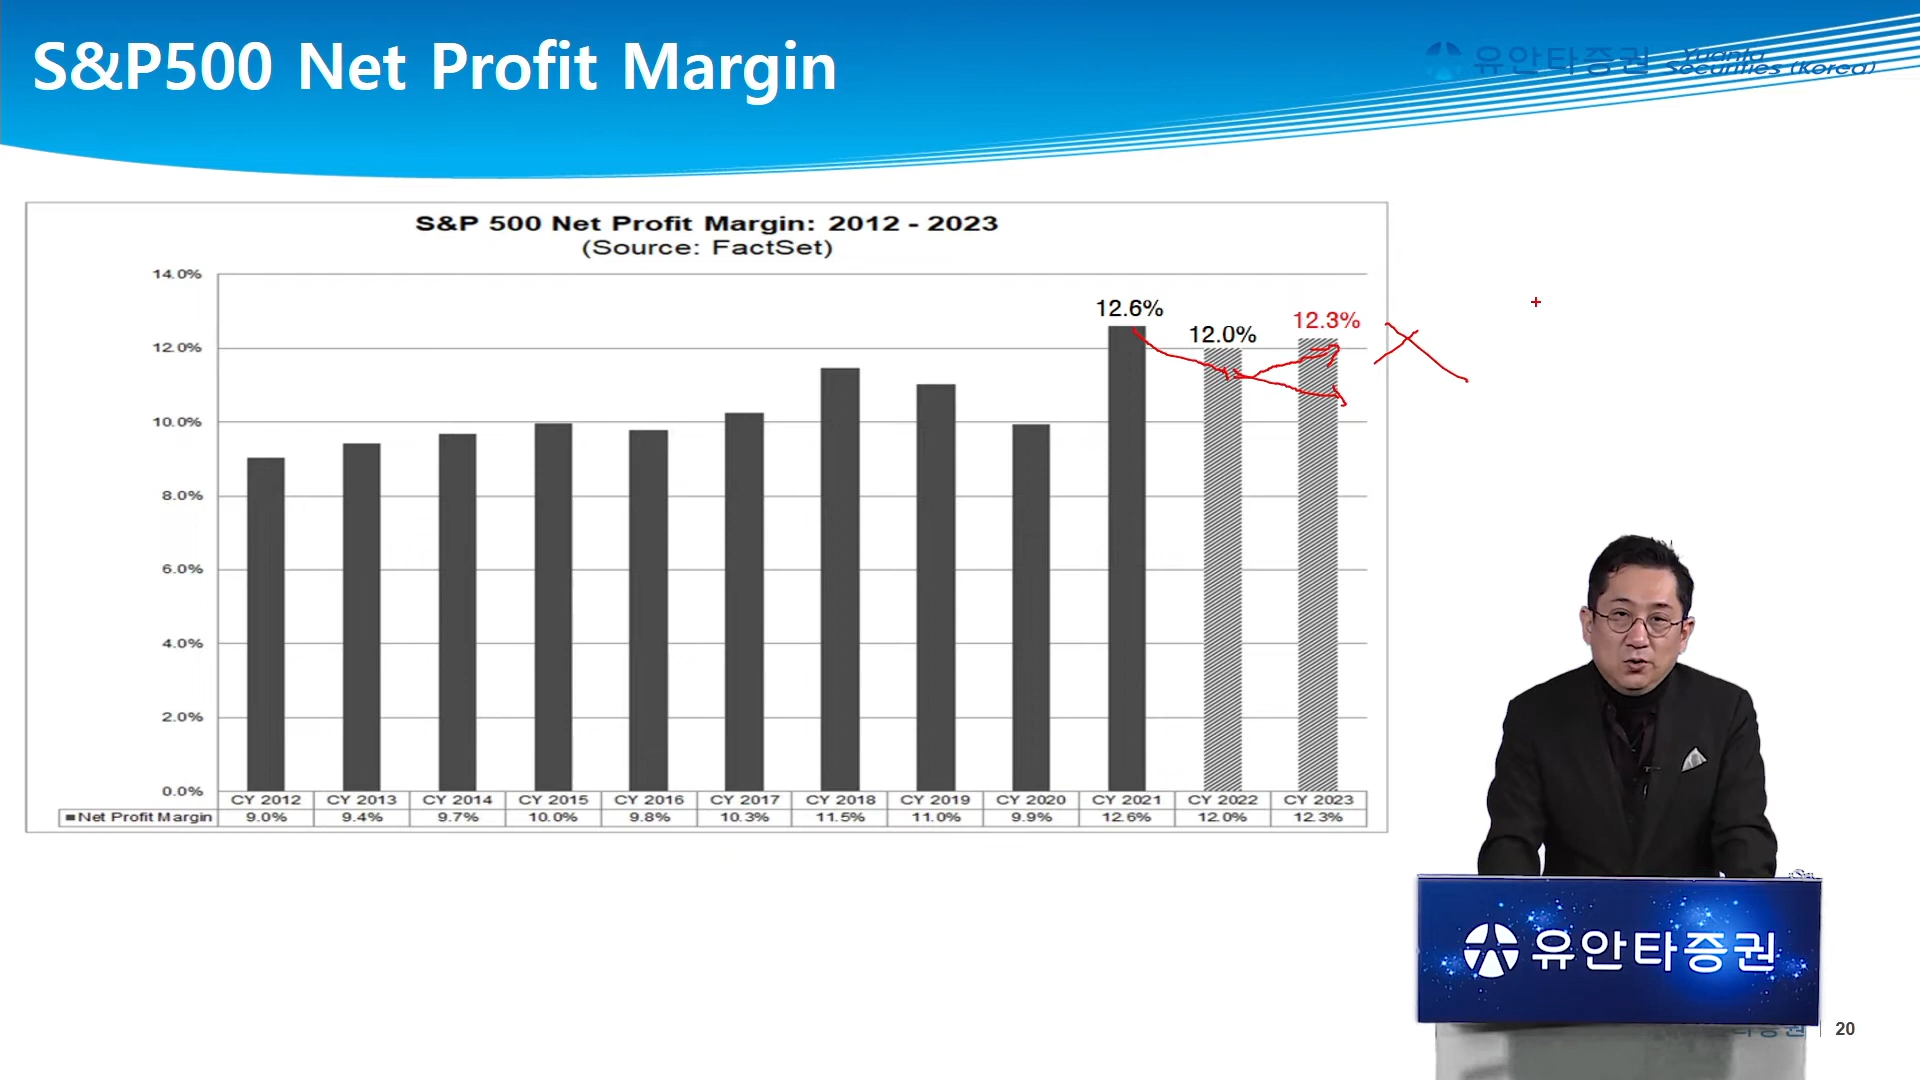 S&P500 Net Profit Margin
유안타증권 Yuanta Securities (Korea)
S&P 500 Net Profit Margin: 2012 - 2023
(Source: FactSet)
14.0%
12.0%
10.0%
8.0%
6.0%
4.0%
2.0%
0.0%
12.6%
12.0%
12.3%
CY 2012 CY 2013 CY 2014 CY 2015 CY 2016 CY 2017 CY 2018 CY 2019 CY 2020 CY 2021 CY 2022 CY 2023
Net Profit Margin 9.0% 9.4% 9.7% 10.0% 9.8% 10.3% 11.5% 11.0% 9.9% 12.6% 12.0% 12.3%
유안타증권
20